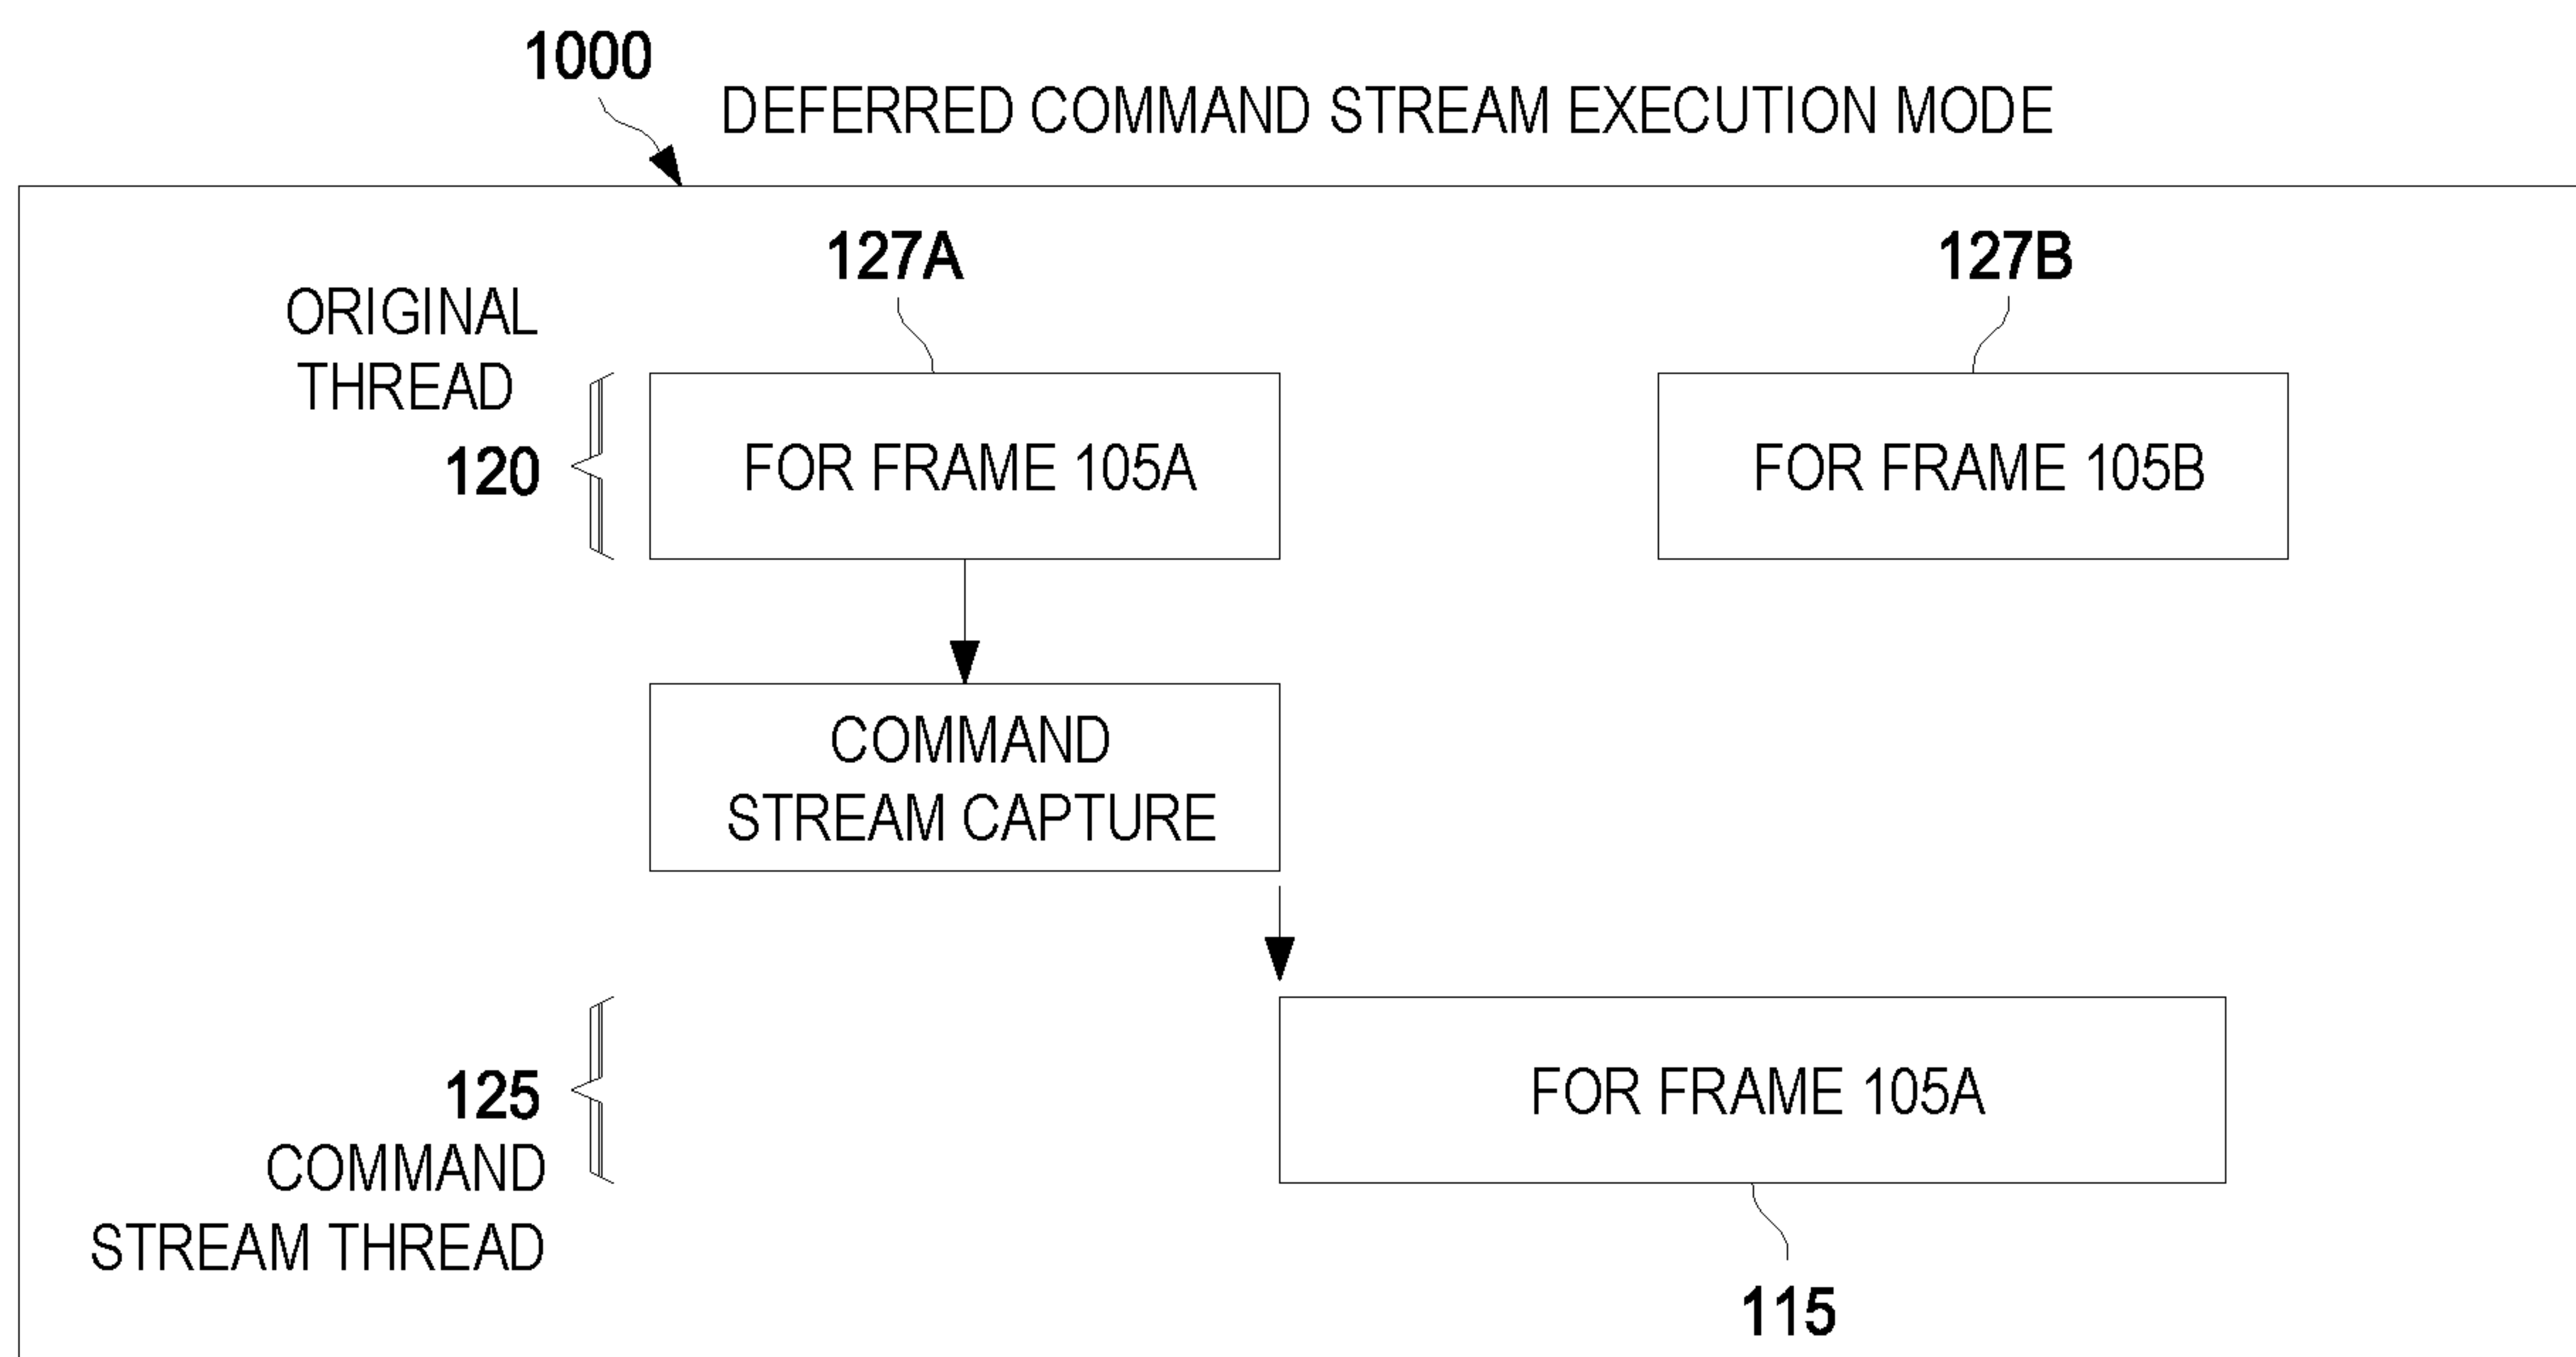 1000
DEFERRED COMMAND STREAM EXECUTION MODE
127A
127B
ORIGINAL
THREAD
120
FOR FRAME 105A
FOR FRAME 105B
COMMAND
STREAM CAPTURE
125
COMMAND
STREAM THREAD
FOR FRAME 105A
115